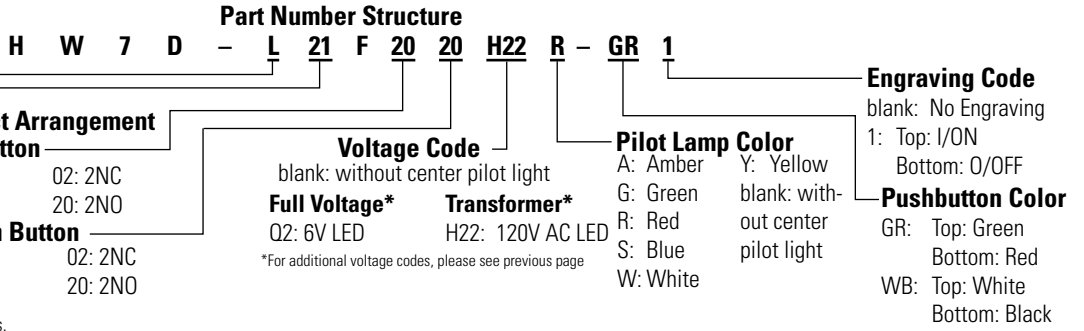 Part Number Structure
H W 7 D – L 21 F 20 20 H22 R – GR 1
Engraving Code
blank: No Engraving
1: Top: I/ON
Bottom: O/OFF
Pushbutton Color
GR: Top: Green
Bottom: Red
WB: Top: White
Bottom: Black
Pilot Lamp Color
A: Amber
G: Green
R: Red
S: Blue
W: White
Y: Yellow
blank: with-
out center
pilot light
Voltage Code
blank: without center pilot light
Full Voltage*
Q2: 6V LED
Transformer*
H22: 120V AC LED
*For additional voltage codes, please see previous page
Arrangement
02: 2NC
20: 2NO
Button
02: 2NC
20: 2NO